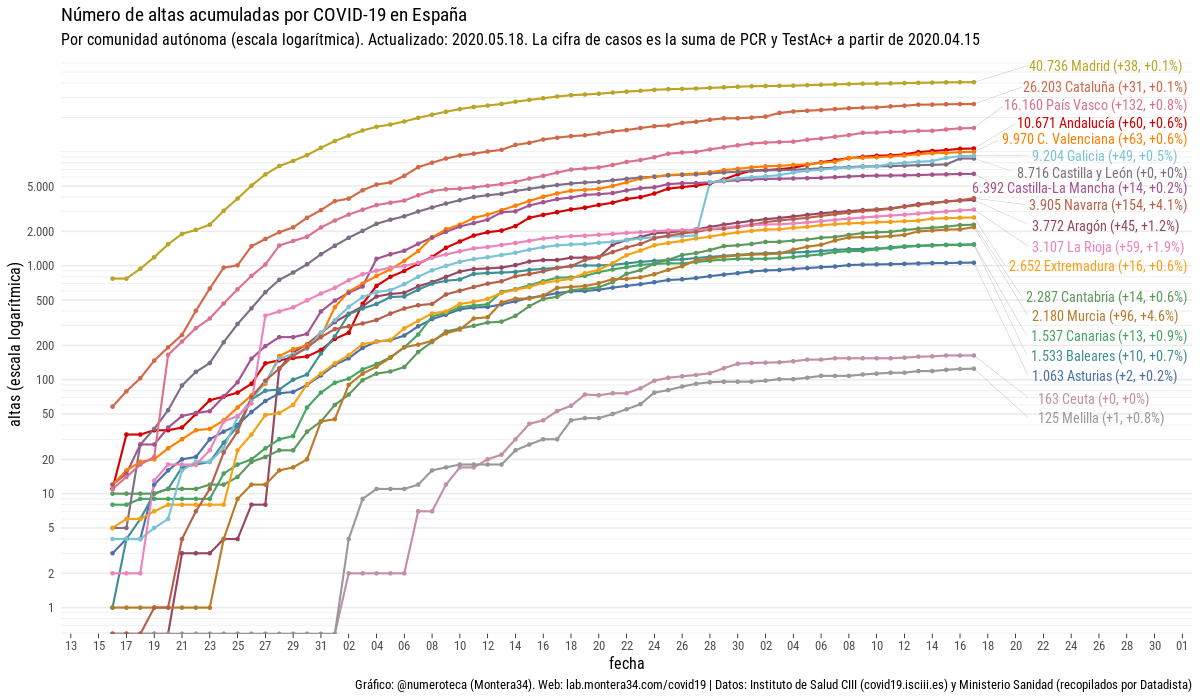 Número de altas acumuladas por COVID-19 en España
Por comunidad autónoma (escala logarítmica). Actualizado: 2020.05.18. La cifra de casos es la suma de PCR y TestAc+ a partir de 2020.04.15
40.736 Madrid (+38, +0.1%)
26.203 Cataluña (+31, +0.1%)
16.160 País Vasco (+132, +0.8%)
10.671 Andalucía (+60, +0.6%)
9.970 C. Valenciana (+63, +0.6%)
9.204 Galicia (+49, +0.5%)
8.716 Castilla y León (+0, +0%)
6.392 Castilla-La Mancha (+14, +0.2%)
3.905 Navarra (+154, +4.1%)
3.772 Aragón (+45, +1.2%)
3.107 La Rioja (+59, +1.9%)
2.652 Extremadura (+16, +0.6%)
2.287 Cantabria (+14, +0.6%)
2.180 Murcia (+96, +4.6%)
1.537 Canarias (+13, +0.9%)
1.533 Baleares (+10, +0.7%)
1.063 Asturias (+2, +0.2%)
163 Ceuta (+0, +0%)
125 Melilla (+1, +0.8%)
altas (escala logarítmica)
5.000
2.000
1.000
500
200
100
50
20
10
5
2
1
13 15 17 19 21 23 25 27 29 31 02 04 06 08 10 12 14 16 18 20 22 24 26 28 30 02 04 06 08 10 12 14 16 18 20 22 24 26 28 30 01
fecha
Gráfico: @numeroteca (Montera34). Web: lab.montera34.com/covid19 | Datos: Instituto de Salud CIII (covid19.isciii.es) y Ministerio Sanidad (recopilados por Datadista)